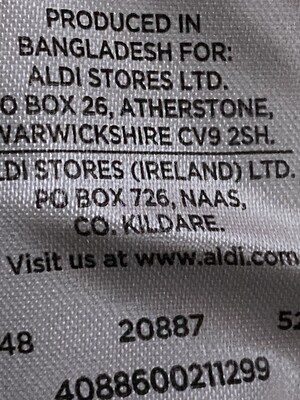 PRODUCED IN
BANGLADESH FOR:
ALDI STORES LTD.
O BOX 26, ATHERSTONE,
WARWICKSHIRE CV9 2SH.
LDI STORES (IRELAND) LTD.
PO BOX 726, NAAS,
CO. KILDARE.
Visit us at www.aldi.com
48 20887 52
4088600211299